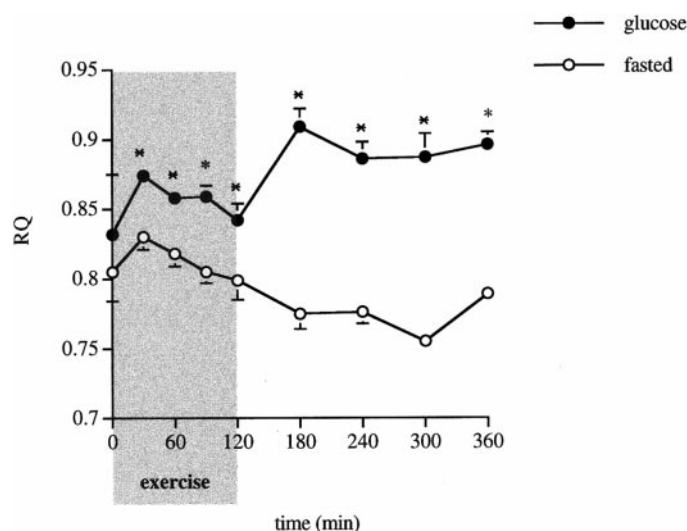 glucose
fasted
0.95
0.9
0.85
0.8
0.75
0.7
RQ
* * * * * * * *
0 60 120 180 240 300 360
exercise
time (min)